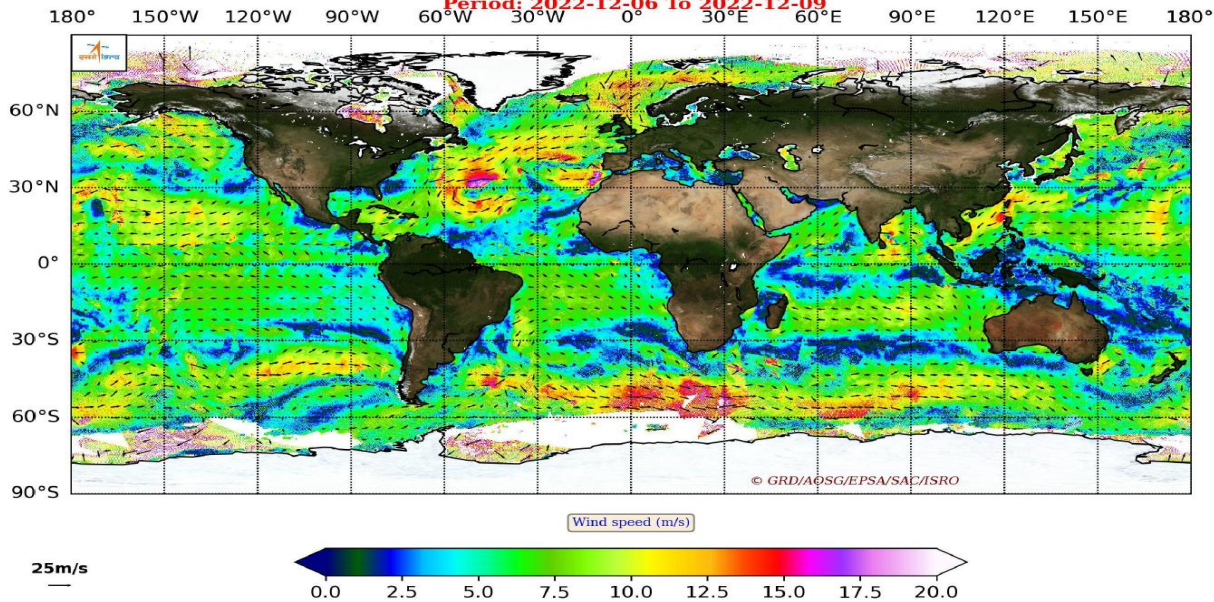 180° 150°W 120°W 90°W 60°W 30°W 0° 30°E 60°E 90°E 120°E 150°E 180°
Period: 2022-12-06 To 2022-12-09
60°N
30°N
0°
30°S
60°S
90°S
© GRD/AOSG/EPSA/SAC/ISRO
Wind speed (m/s)
25m/s
0.0 2.5 5.0 7.5 10.0 12.5 15.0 17.5 20.0